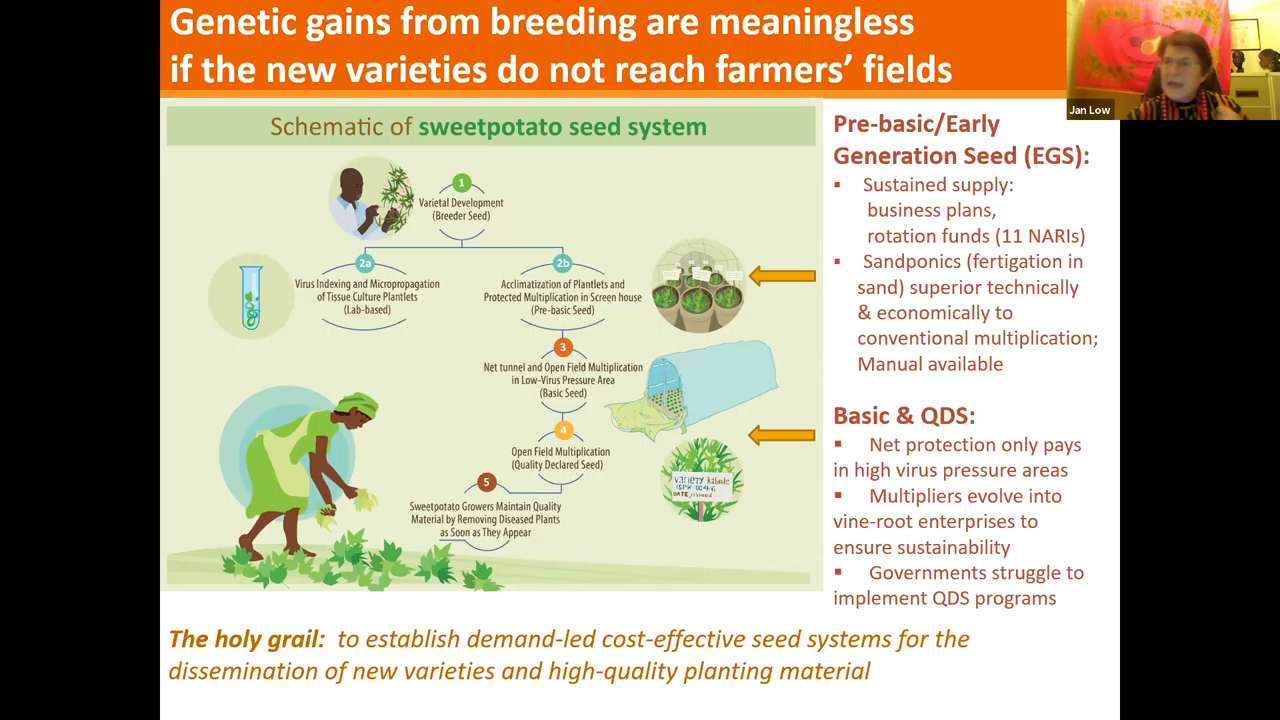 Genetic gains from breeding are meaningless
if the new varieties do not reach farmers’ fields
Jan Low
Schematic of sweetpotato seed system
1
Varietal Development
(Breeder Seed)
2a
Virus Indexing and Micropropagation
of Tissue Culture Plantlets
(Lab-based)
2b
Acclimatization of Plantlets and
Protected Multiplication in Screen house
(Pre-basic Seed)
3
Net tunnel and Open Field Multiplication
in Low-Virus Pressure Area
(Basic Seed)
4
Open Field Multiplication
(Quality Declared Seed)
VARIETY Kabode
DATE
5
Sweetpotato Growers Maintain Quality
Material by Removing Diseased Plants
as Soon as They Appear
Pre-basic/Early
Generation Seed (EGS):
▪ Sustained supply:
business plans,
rotation funds (11 NARIs)
▪ Sandponics (fertigation in
sand) superior technically
& economically to
conventional multiplication;
Manual available
Basic & QDS:
▪ Net protection only pays
in high virus pressure areas
▪ Multipliers evolve into
vine-root enterprises to
ensure sustainability
▪ Governments struggle to
implement QDS programs
The holy grail: to establish demand-led cost-effective seed systems for the
dissemination of new varieties and high-quality planting material